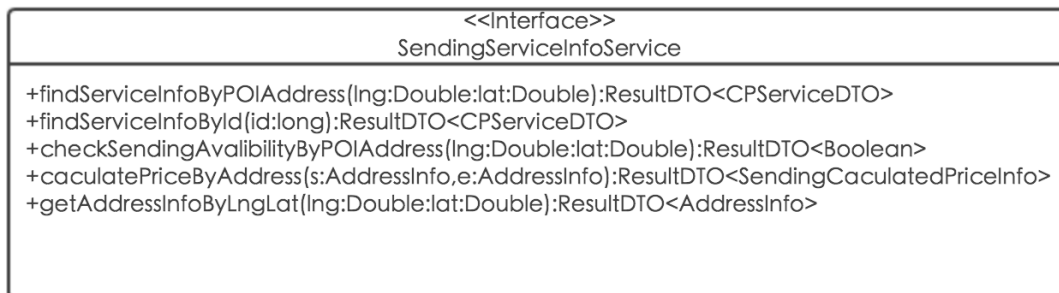 <<Interface>>
SendingServiceInfoService
+findServiceInfoByPOIAddress(lng:Double:lat:Double):ResultDTO<CPServiceDTO>
+findServiceInfoById(id:long):ResultDTO<CPServiceDTO>
+checkSendingAvalibilityByPOIAddress(lng:Double:lat:Double):ResultDTO<Boolean>
+caculatePriceByAddress(s:AddressInfo,e:AddressInfo):ResultDTO<SendingCaculatedPriceInfo>
+getAddressInfoByLngLat(lng:Double:lat:Double):ResultDTO<AddressInfo>